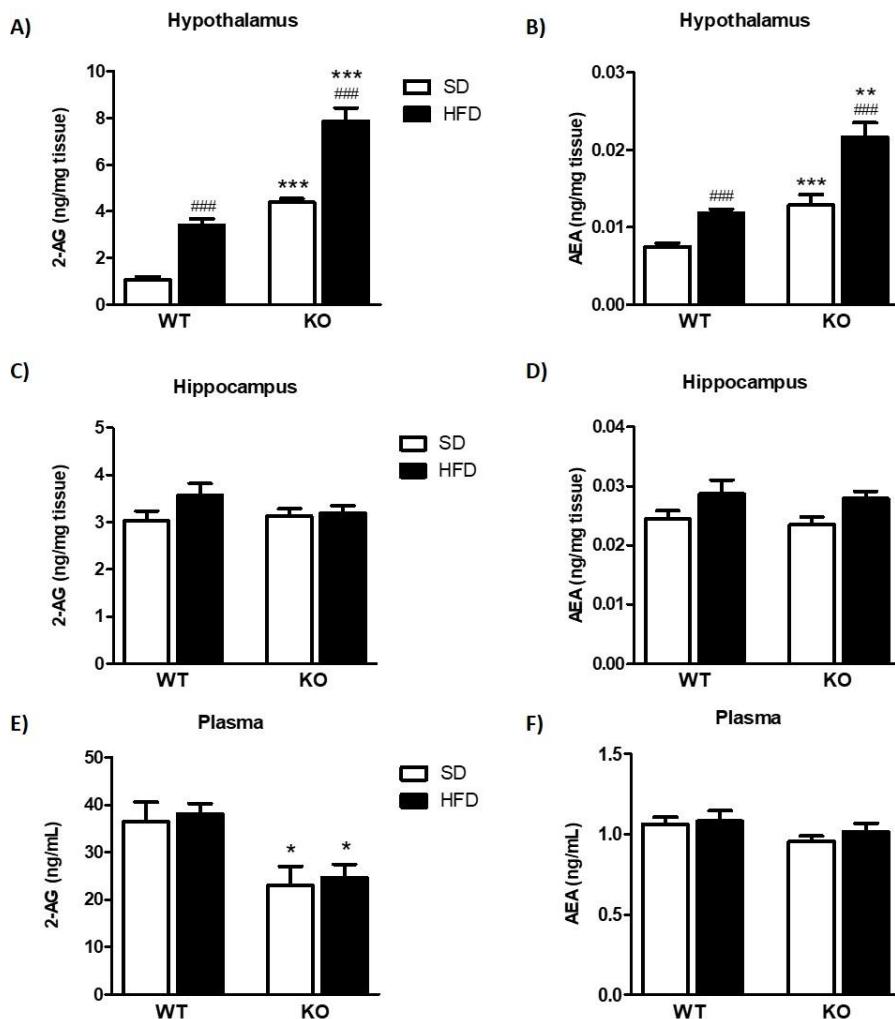 A)
Hypothalamus
2-AG (ng/mg tissue)
10
8
6
4
2
0
###
***
***
###
WT
KO
SD
HFD
B)
Hypothalamus
AEA (ng/mg tissue)
0.03
0.02
0.01
0.00
###
***
**
###
WT
KO
C)
Hippocampus
2-AG (ng/mg tissue)
5
4
3
2
1
0
WT
KO
SD
HFD
D)
Hippocampus
AEA (ng/mg tissue)
0.04
0.03
0.02
0.01
0.00
WT
KO
E)
Plasma
2-AG (ng/mL)
50
40
30
20
10
0
*
*
WT
KO
SD
HFD
F)
Plasma
AEA (ng/mL)
1.5
1.0
0.5
0.0
WT
KO